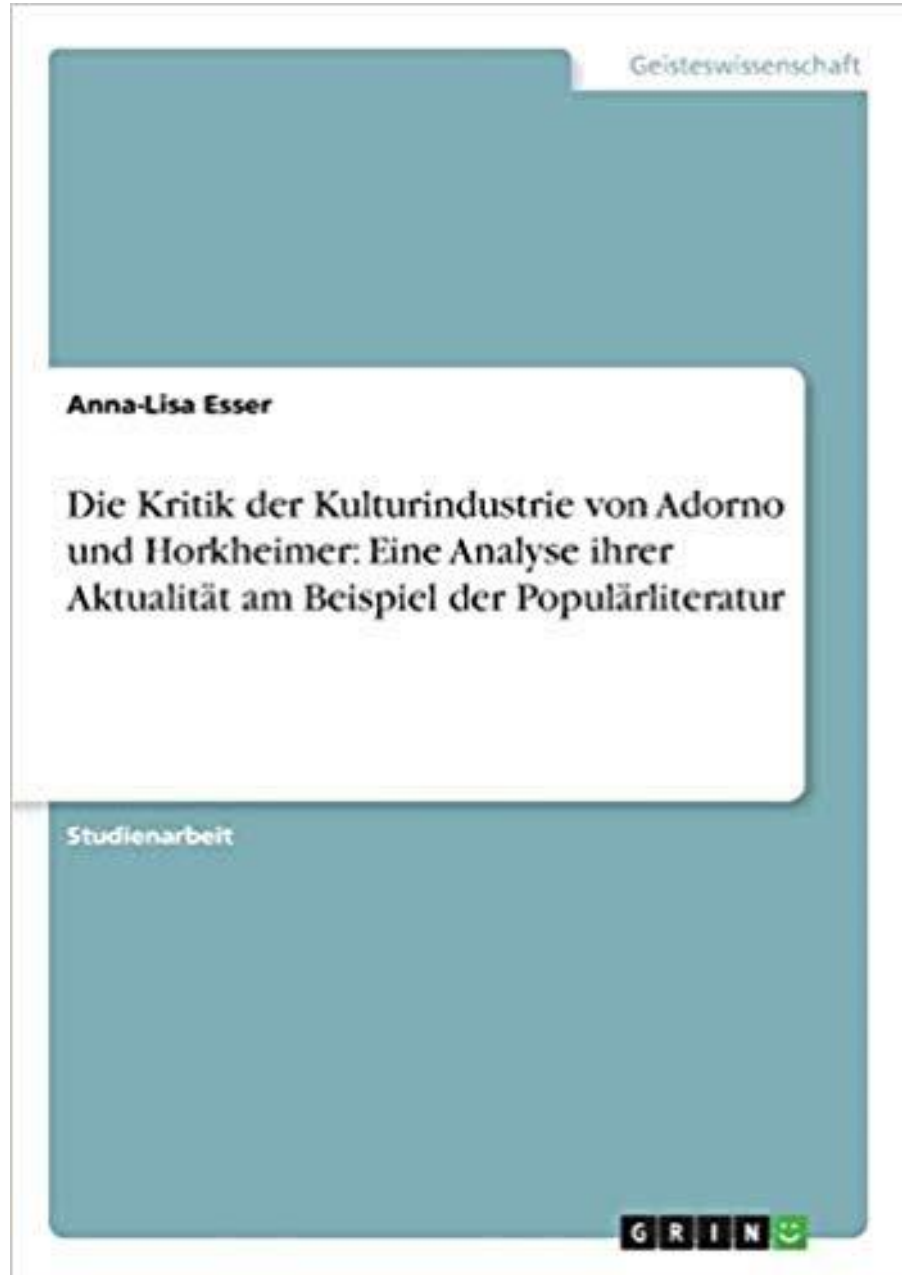 Geisteswissenschaft
Anna-Lisa Esser
Die Kritik der Kulturindustrie von Adorno
und Horkheimer: Eine Analyse ihrer
Aktualität am Beispiel der Populärliteratur
Studienarbeit
GRIN